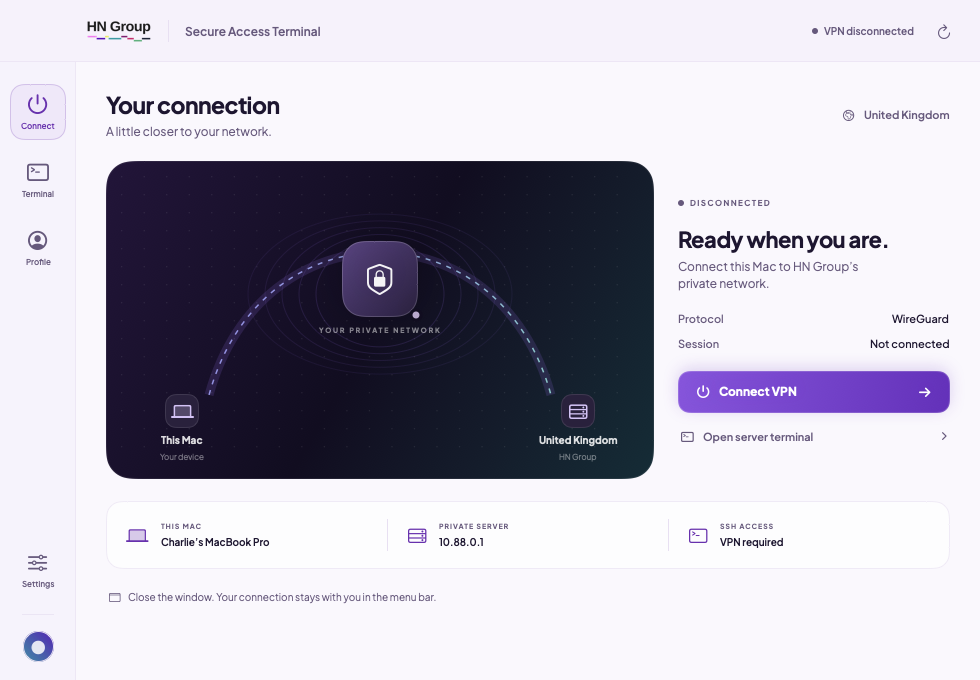 HN Group
Secure Access Terminal
VPN disconnected
Connect
Terminal
Profile
Settings
Your connection
A little closer to your network.
United Kingdom
YOUR PRIVATE NETWORK
This Mac
Your device
United Kingdom
HN Group
DISCONNECTED
Ready when you are.
Connect this Mac to HN Group's
private network.
Protocol WireGuard
Session Not connected
Connect VPN
Open server terminal
THIS MAC
Charlie's MacBook Pro
PRIVATE SERVER
10.88.0.1
SSH ACCESS
VPN required
Close the window. Your connection stays with you in the menu bar.